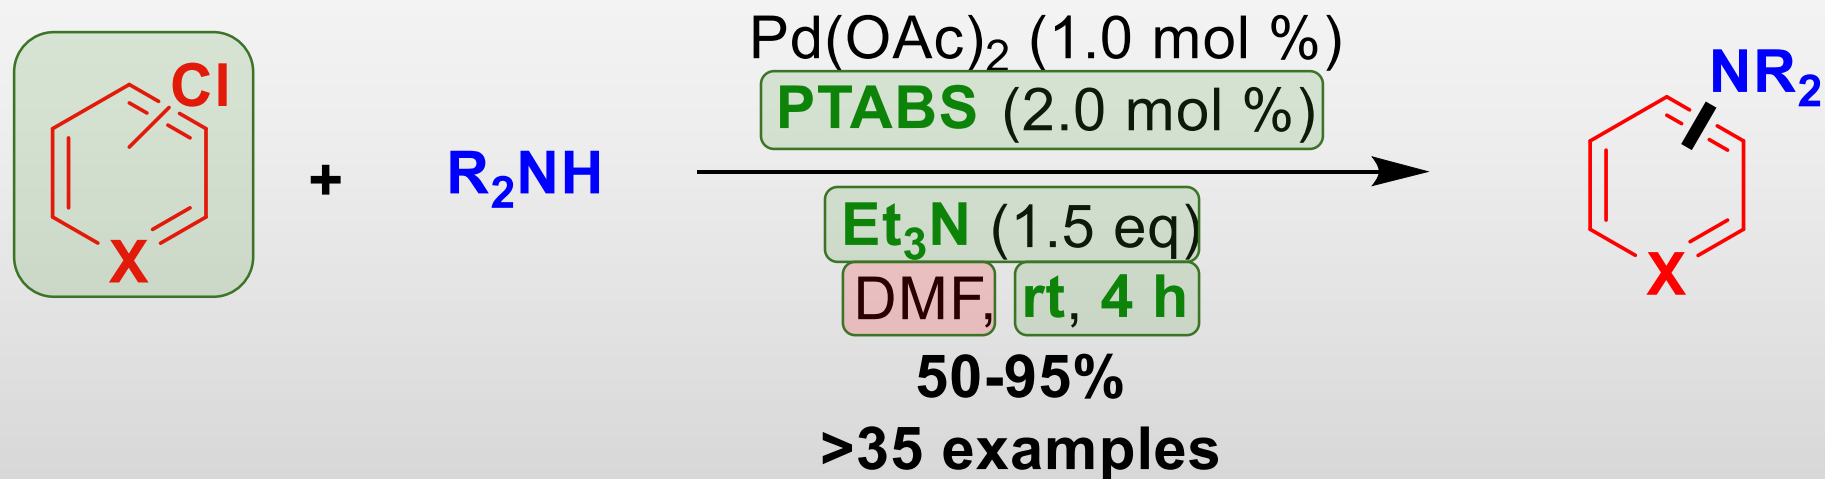 Cl
X
+
R₂NH
Pd(OAc)₂ (1.0 mol %)
PTABS (2.0 mol %)
Et₃N (1.5 eq)
DMF, rt, 4 h
50-95%
>35 examples
NR₂
X